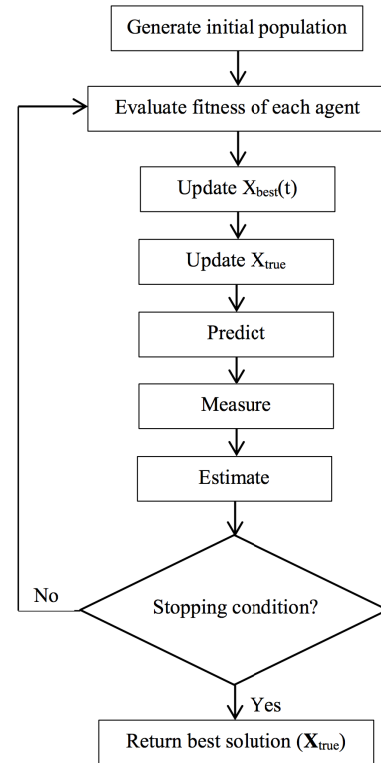 Generate initial population
Evaluate fitness of each agent
Update Xbest(t)
Update Xtrue
Predict
Measure
Estimate
Stopping condition?
No
Yes
Return best solution (Xtrue)